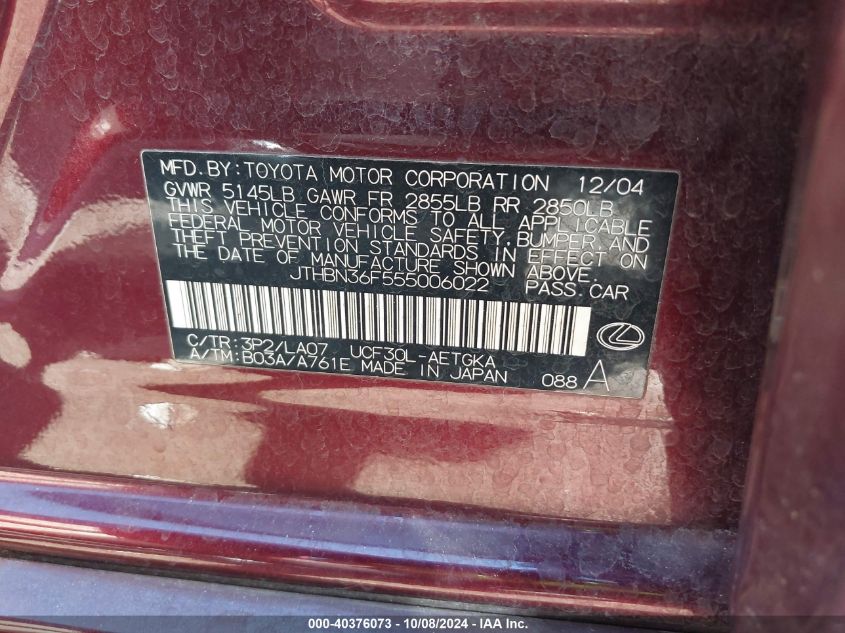 MFD. BY: TOYOTA MOTOR CORPORATION 12/04
GVWR 5145LB GAWR FR 2855LB RR 2850LB
THIS VEHICLE CONFORMS TO ALL APPLICABLE
FEDERAL MOTOR VEHICLE SAFETY, BUMPER, AND
THEFT PREVENTION STANDARDS IN EFFECT ON
THE DATE OF MANUFACTURE SHOWN ABOVE.
JTHBN36F555006022 PASS. CAR
C/TR: 3P2/LA07 UCF30L-AETGKA
A/TM: B03A/A761E MADE IN JAPAN 088 A
000-40376073 - 10/08/2024 - IAAI.com